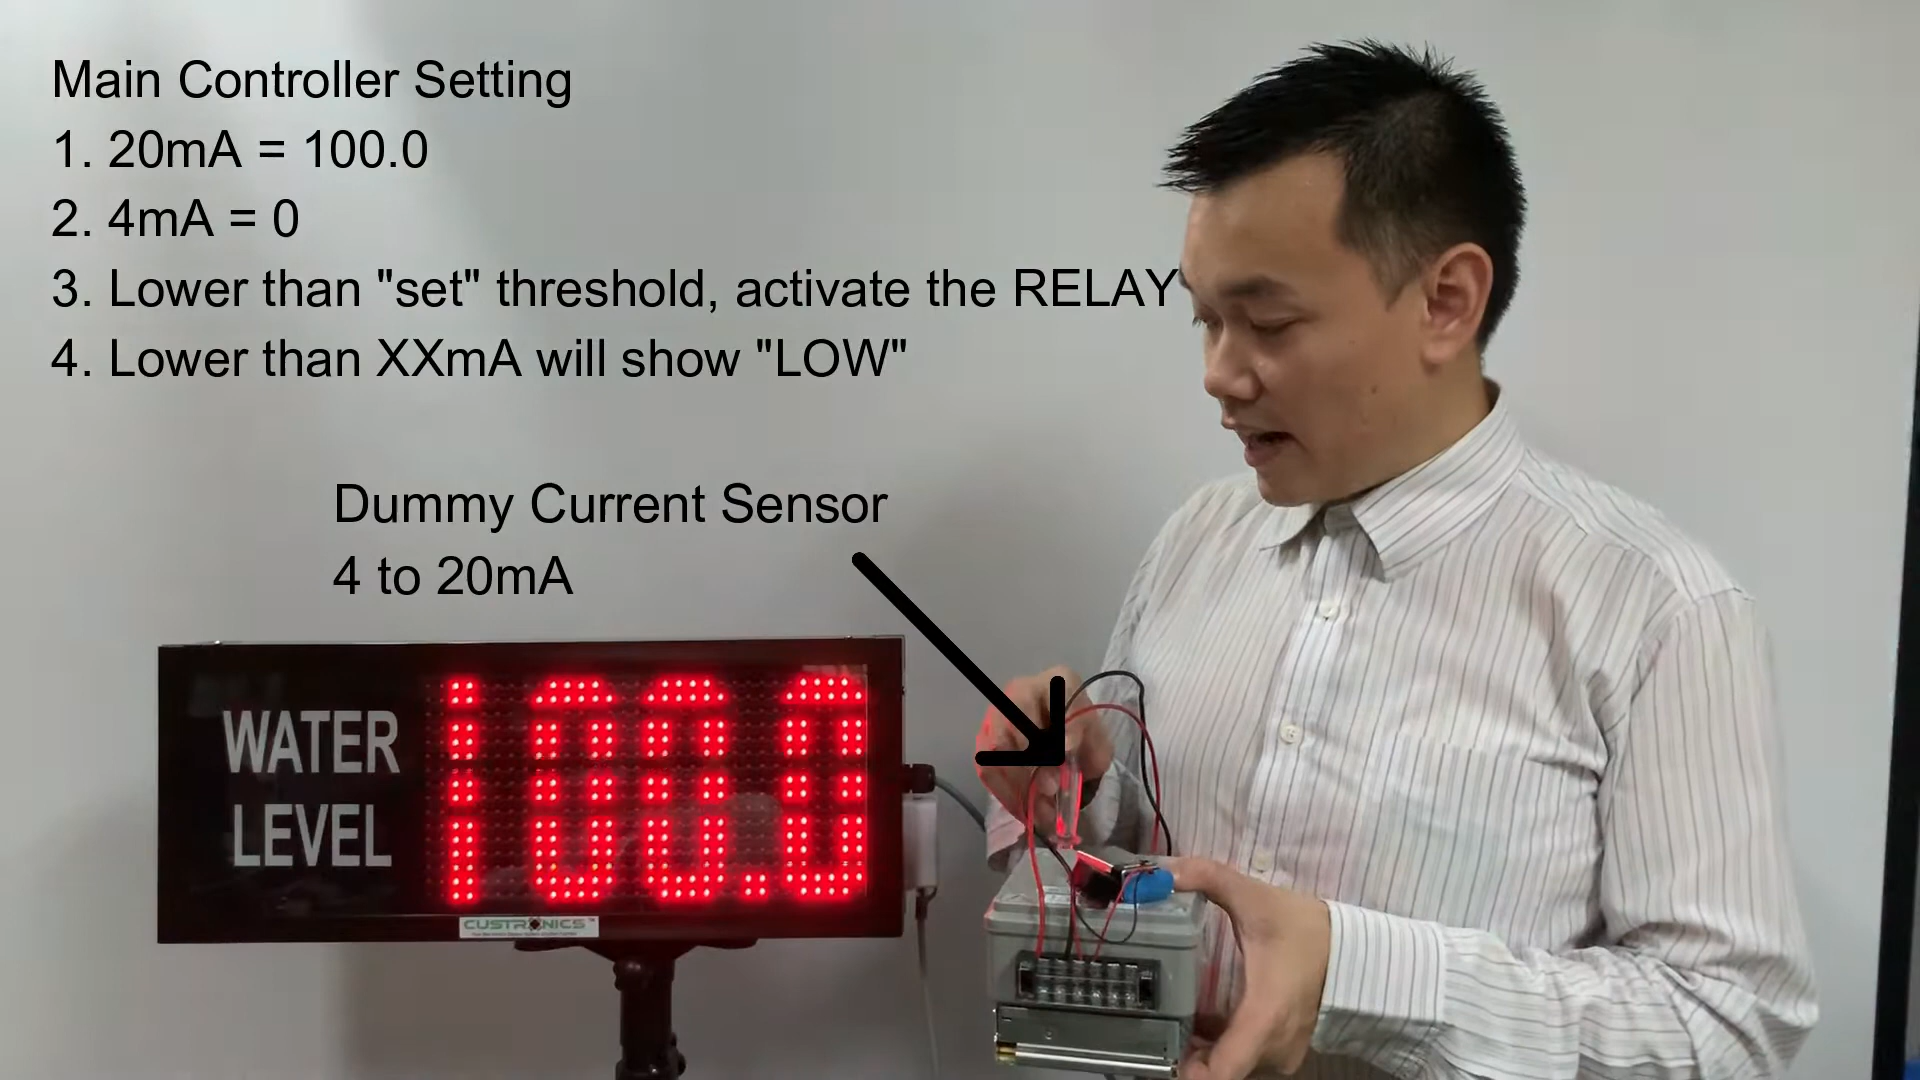 Main Controller Setting
1. 20mA = 100.0
2. 4mA = 0
3. Lower than "set" threshold, activate the RELAY
4. Lower than XXmA will show "LOW"
Dummy Current Sensor
4 to 20mA
WATER
LEVEL
100.0
CUSTRONICS